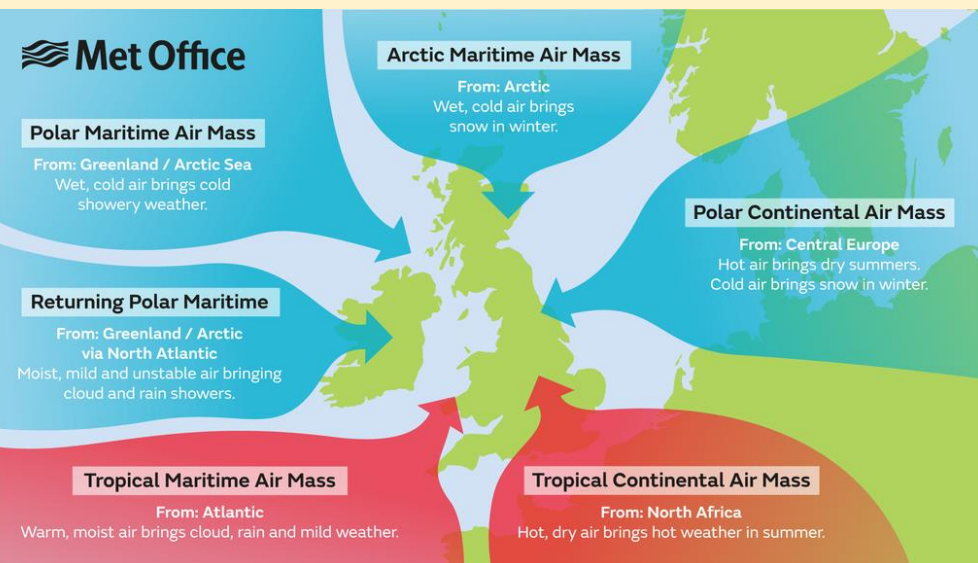 Met Office
Arctic Maritime Air Mass
From: Arctic
Wet, cold air brings
snow in winter.
Polar Maritime Air Mass
From: Greenland / Arctic Sea
Wet, cold air brings cold
showery weather.
Polar Continental Air Mass
From: Central Europe
Hot air brings dry summers.
Cold air brings snow in winter.
Returning Polar Maritime
From: Greenland / Arctic
via North Atlantic
Moist, mild and unstable air bringing
cloud and rain showers.
Tropical Maritime Air Mass
From: Atlantic
Warm, moist air brings cloud, rain and mild weather.
Tropical Continental Air Mass
From: North Africa
Hot, dry air brings hot weather in summer.